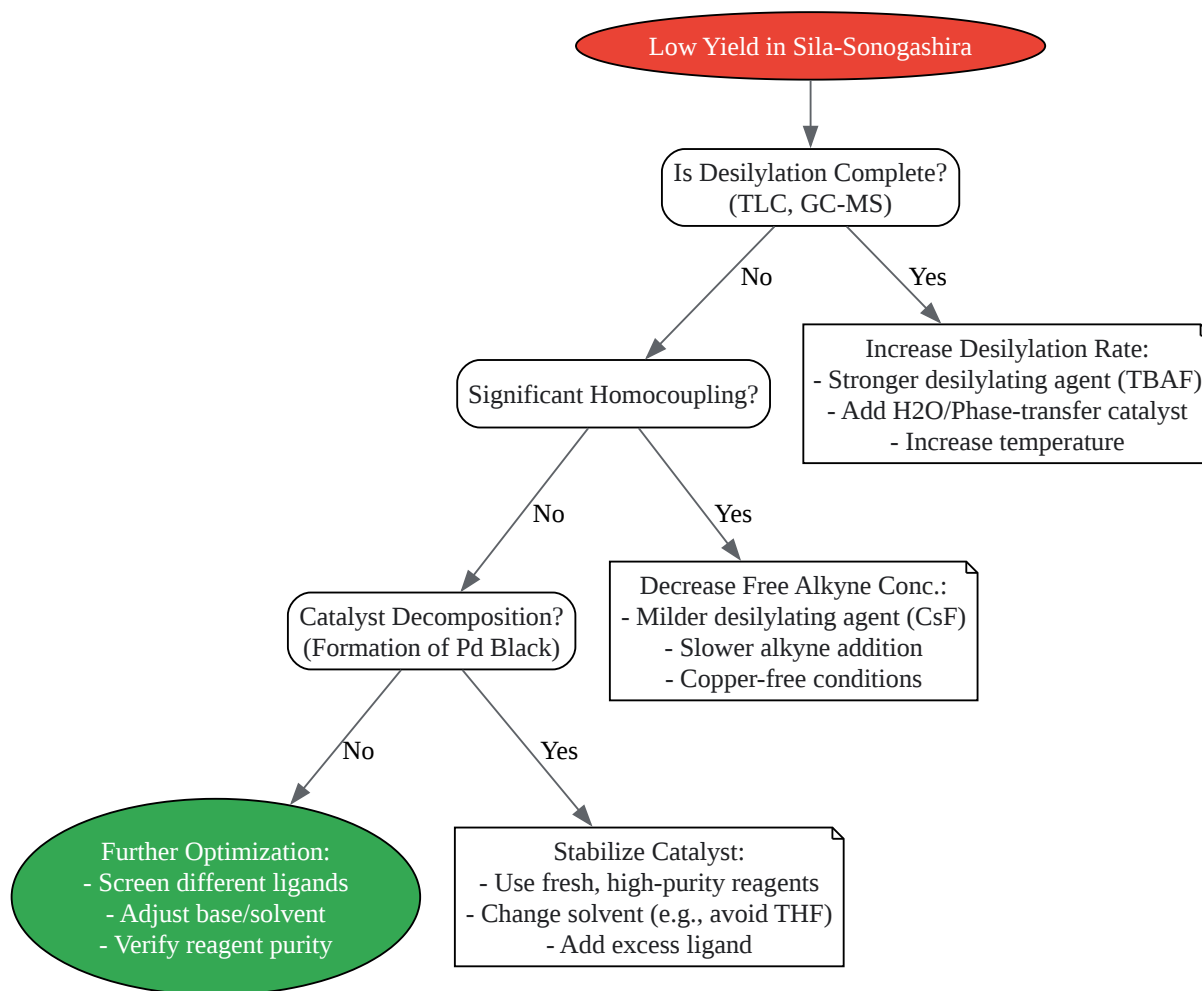 Low Yield in Sila-Sonogashira
Is Desilylation Complete?
(TLC, GC-MS)
No
Yes
Increase Desilylation Rate:
- Stronger desilylating agent (TBAF)
- Add H2O/Phase-transfer catalyst
- Increase temperature
Significant Homocoupling?
No
Yes
Decrease Free Alkyne Conc.:
- Milder desilylating agent (CsF)
- Slower alkyne addition
- Copper-free conditions
Catalyst Decomposition?
(Formation of Pd Black)
No
Yes
Further Optimization:
- Screen different ligands
- Adjust base/solvent
- Verify reagent purity
Stabilize Catalyst:
- Use fresh, high-purity reagents
- Change solvent (e.g., avoid THF)
- Add excess ligand